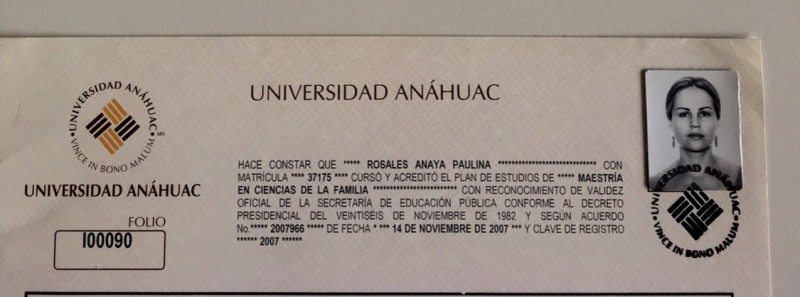 UNIVERSIDAD ANÁHUAC
VINCE IN BONO MALUM
UNIVERSIDAD ANÁHUAC
FOLIO
I00090
UNIVERSIDAD ANÁHUAC
HACE CONSTAR QUE ***** ROSALES ANAYA PAULINA ***************************** CON
MATRÍCULA **** 37175 **** CURSÓ Y ACREDITÓ EL PLAN DE ESTUDIOS DE ***** MAESTRÍA
EN CIENCIAS DE LA FAMILIA ******************** CON RECONOCIMIENTO DE VALIDEZ
OFICIAL DE LA SECRETARÍA DE EDUCACIÓN PÚBLICA CONFORME AL DECRETO
PRESIDENCIAL DEL VEINTISÉIS DE NOVIEMBRE DE 1982 Y SEGÚN ACUERDO
No.***** 2007966 ***** DE FECHA * *** 14 DE NOVIEMBRE DE 2007 *** Y CLAVE DE REGISTRO
****** 2007 ******
UNIVERSIDAD ANÁHUAC
VINCE IN BONO MALUM